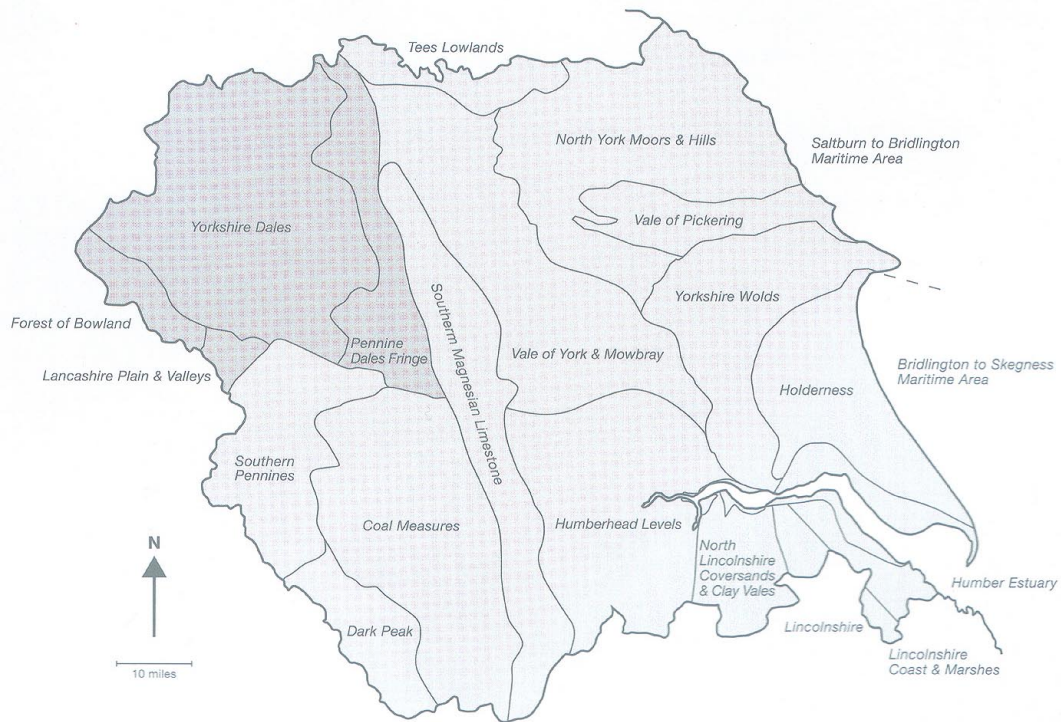 Tees Lowlands
North York Moors & Hills
Saltburn to Bridlington
Maritime Area
Vale of Pickering
Yorkshire Dales
Yorkshire Wolds
Forest of Bowland
Pennine
Dales Fringe
Southerm Magnesian Limestone
Vale of York & Mowbray
Lancashire Plain & Valleys
Bridlington to Skegness
Maritime Area
Holderness
Southern
Pennines
Coal Measures
Humberhead Levels
North
Lincolnshire
Coversands
& Clay Vales
N
Humber Estuary
Dark Peak
Lincolnshire
Lincolnshire
Coast & Marshes
10 miles